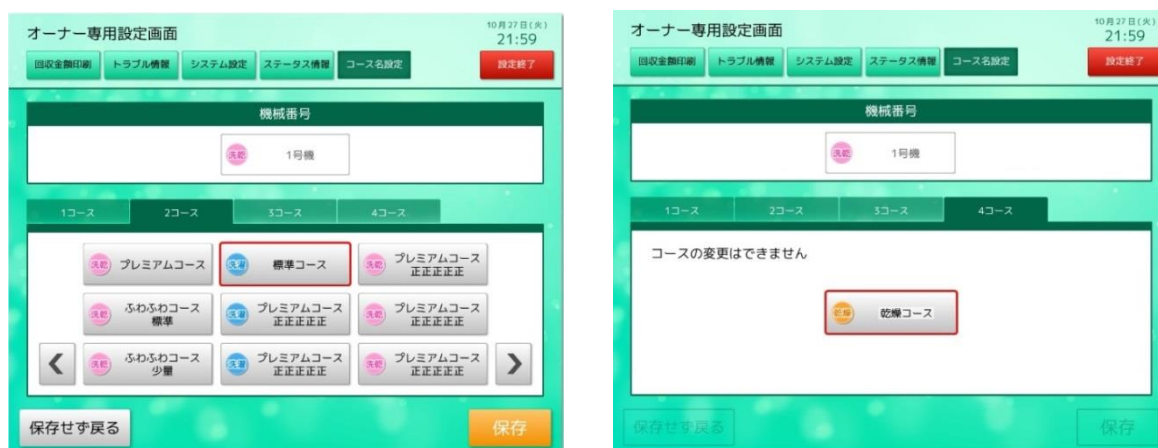 オーナー専用設定画面
10月27日(火)
21:59
回収金額印刷
トラブル情報
システム設定
ステータス情報
コース名設定
設定終了
機械番号
洗乾
1号機
1コース
2コース
3コース
4コース
洗乾 プレミアムコース
洗濯 標準コース
洗乾 プレミアムコース
正正正正正
洗乾 ふわふわコース
標準
洗濯 プレミアムコース
正正正正正
洗乾 プレミアムコース
正正正正正
洗乾 ふわふわコース
少量
洗濯 プレミアムコース
正正正正正
洗乾 プレミアムコース
正正正正正
保存せず戻る
保存
オーナー専用設定画面
10月27日(火)
21:59
回収金額印刷
トラブル情報
システム設定
ステータス情報
コース名設定
設定終了
機械番号
洗乾
1号機
1コース
2コース
3コース
4コース
コースの変更はできません
乾燥 乾燥コース
保存せず戻る
保存